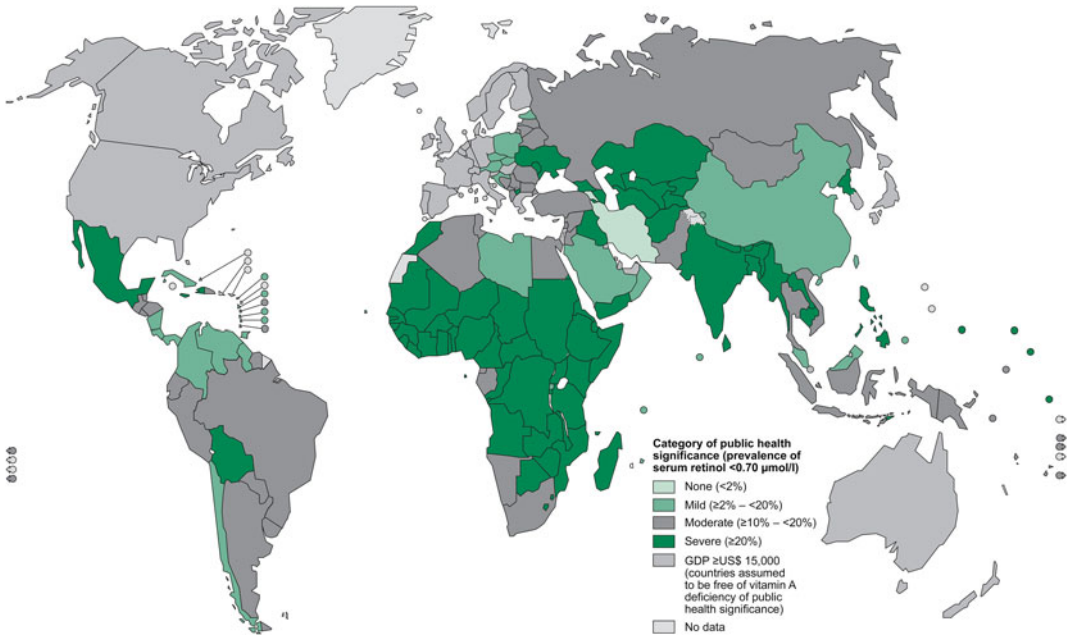 Category of public health
significance (prevalence of
serum retinol <0.70 µmol/l)
None (<2%)
Mild (≥2% – <20%)
Moderate (≥10% – <20%)
Severe (≥20%)
GDP ≥US$ 15,000
(countries assumed
to be free of vitamin A
deficiency of public
health significance)
No data